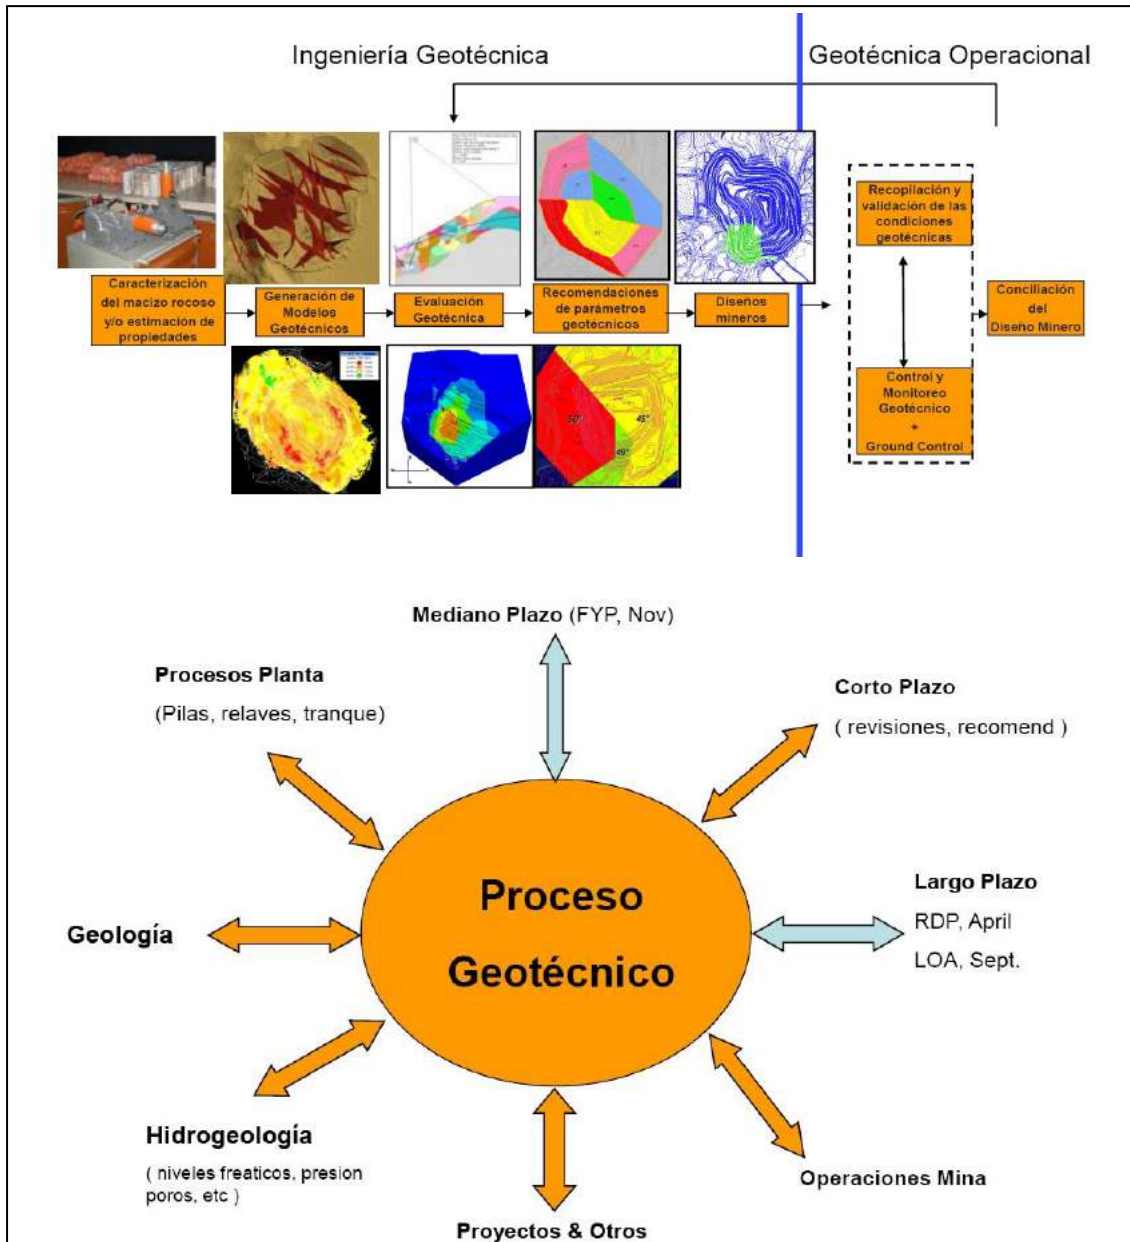 Ingeniería Geotécnica
Geotécnica Operacional
Caracterización
del macizo rocoso
y/o estimación de
propiedades
Generación de
Modelos
Geotécnicos
Evaluación
Geotécnica
Recomendaciones
de parámetros
geotécnicos
Diseños
mineros
Recopilación y
validación de las
condiciones
geotécnicas
Control y
Monitoreo
Geotécnico
+
Ground Control
Conciliación
del
Diseño Minero
50°
45°
49°
Mediano Plazo (FYP, Nov)
Procesos Planta
(Pilas, relaves, tranque)
Corto Plazo
( revisiones, recomend )
Proceso
Geotécnico
Largo Plazo
RDP, April
LOA, Sept.
Geología
Hidrogeología
( niveles freaticos, presion
poros, etc )
Operaciones Mina
Proyectos & Otros